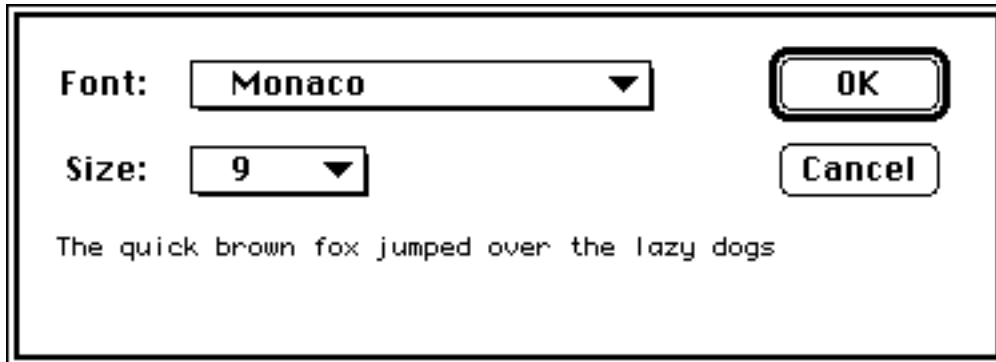 Font: Monaco OK
Size: 9 Cancel
The quick brown fox jumped over the lazy dogs